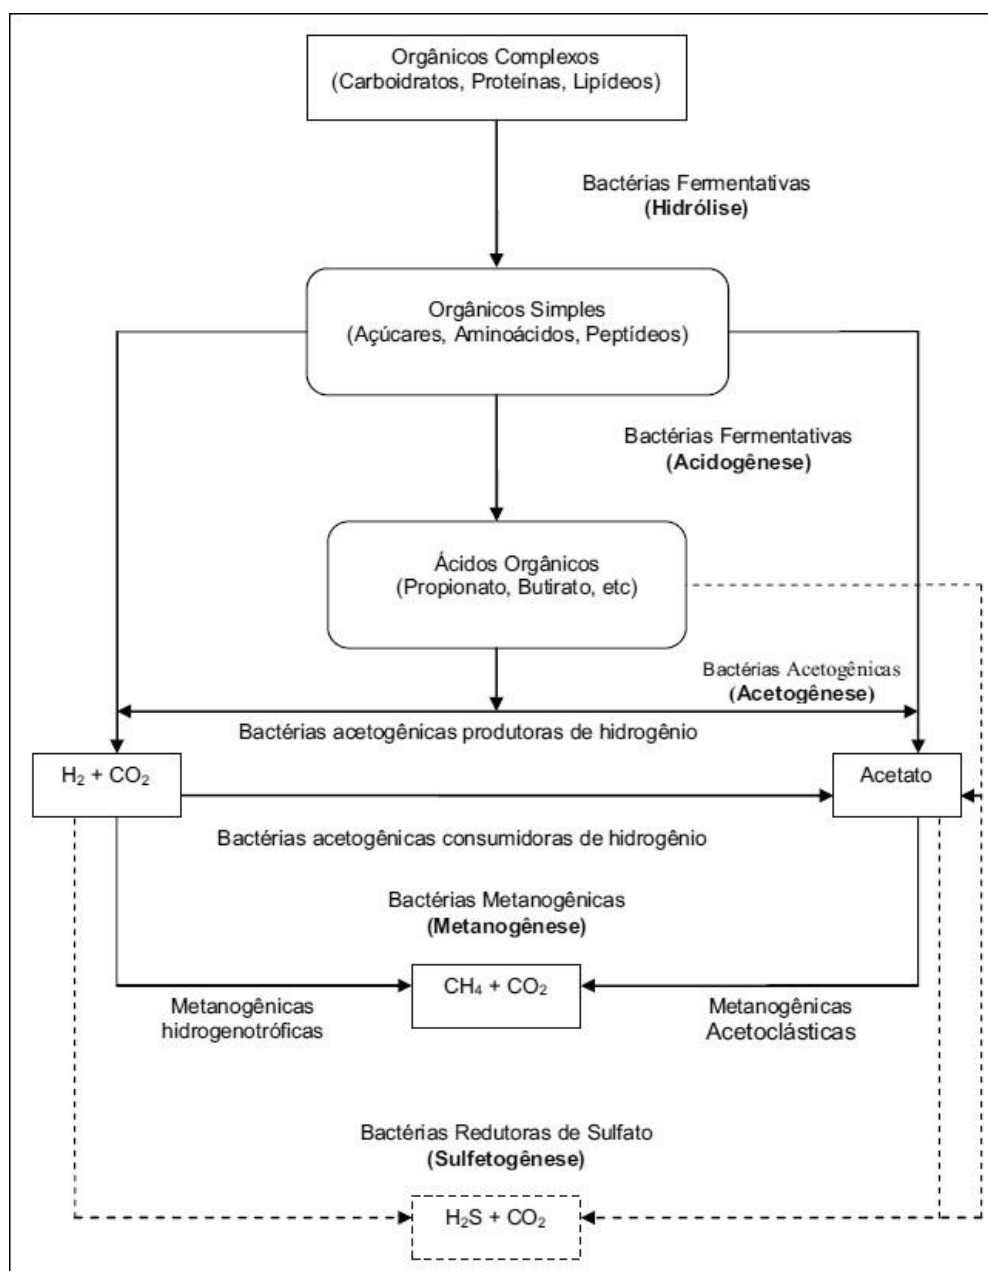 Orgânicos Complexos
(Carboidratos, Proteínas, Lipídeos)
Bactérias Fermentativas
(Hidrólise)
Orgânicos Simples
(Açúcares, Aminoácidos, Peptídeos)
Bactérias Fermentativas
(Acidogênese)
Ácidos Orgânicos
(Propionato, Butirato, etc)
Bactérias Acetogênicas
(Acetogênese)
Bactérias acetogênicas produtoras de hidrogênio
H₂ + CO₂
Acetato
Bactérias acetogênicas consumidoras de hidrogênio
Bactérias Metanogênicas
(Metanogênese)
CH₄ + CO₂
Metanogênicas
hidrogenotróficas
Metanogênicas
Acetoclásticas
Bactérias Redutoras de Sulfato
(Sulfetogênese)
H₂S + CO₂